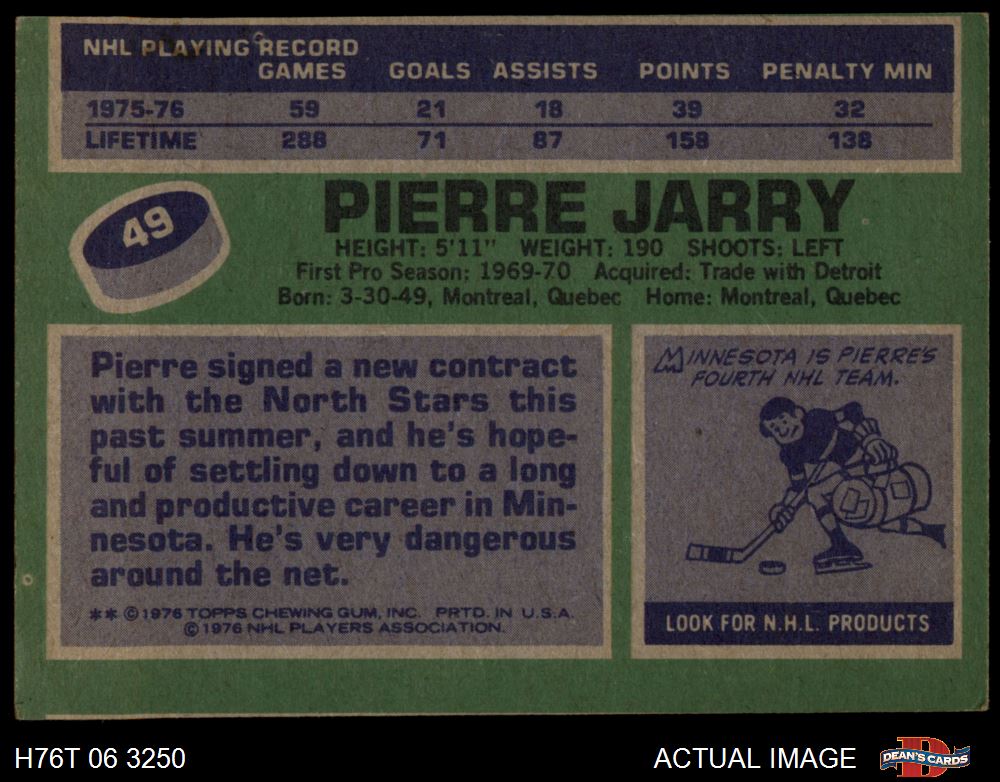 NHL PLAYING RECORD
GAMES GOALS ASSISTS POINTS PENALTY MIN
1975-76 59 21 18 39 32
LIFETIME 288 71 87 158 138
49
PIERRE JARRY
HEIGHT: 5'11" WEIGHT: 190 SHOOTS: LEFT
First Pro Season: 1969-70 Acquired: Trade with Detroit
Born: 3-30-49, Montreal, Quebec Home: Montreal, Quebec
Pierre signed a new contract
with the North Stars this
past summer, and he's hope-
ful of settling down to a long
and productive career in Min-
nesota. He's very dangerous
around the net.
** © 1976 TOPPS CHEWING GUM, INC. PRTD. IN U.S.A.
© 1976 NHL PLAYERS ASSOCIATION.
MINNESOTA IS PIERRE'S
FOURTH NHL TEAM.
LOOK FOR N.H.L. PRODUCTS
H76T 06 3250
ACTUAL IMAGE
DEAN'S CARDS